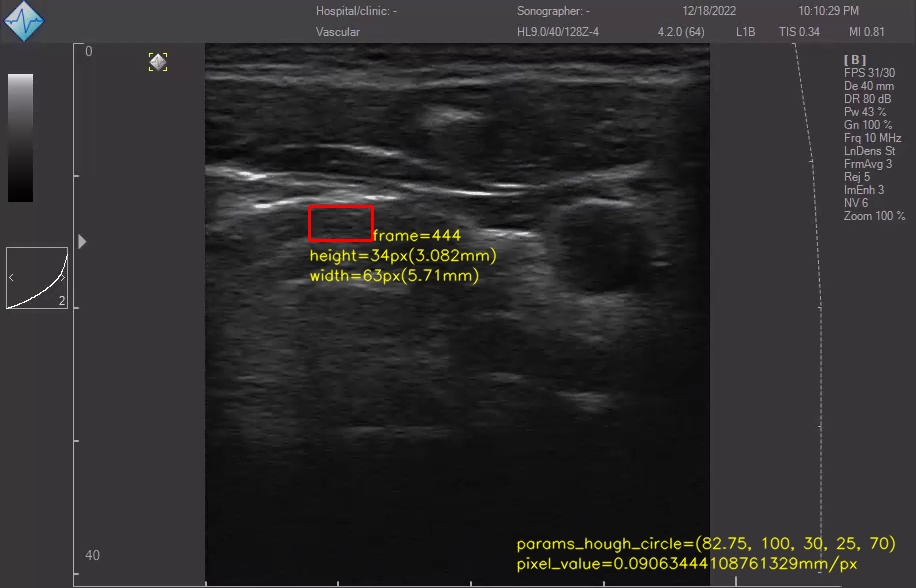 Hospital/clinic: - Sonographer: - 12/18/2022 10:10:29 PM
Vascular HL9.0/40/128Z-4 4.2.0 (64) L1B TIS 0.34 MI 0.81
0
[ B ]
FPS 31/30
De 40 mm
DR 80 dB
Pw 43 %
Gn 100 %
Frq 10 MHz
LnDens St
FrmAvg 3
Rej 5
ImEnh 3
NV 6
Zoom 100 %
frame=444
height=34px(3.082mm)
width=63px(5.71mm)
2
params_hough_circle=(82.75, 100, 30, 25, 70)
40
pixel_value=0.09063444108761329mm/px